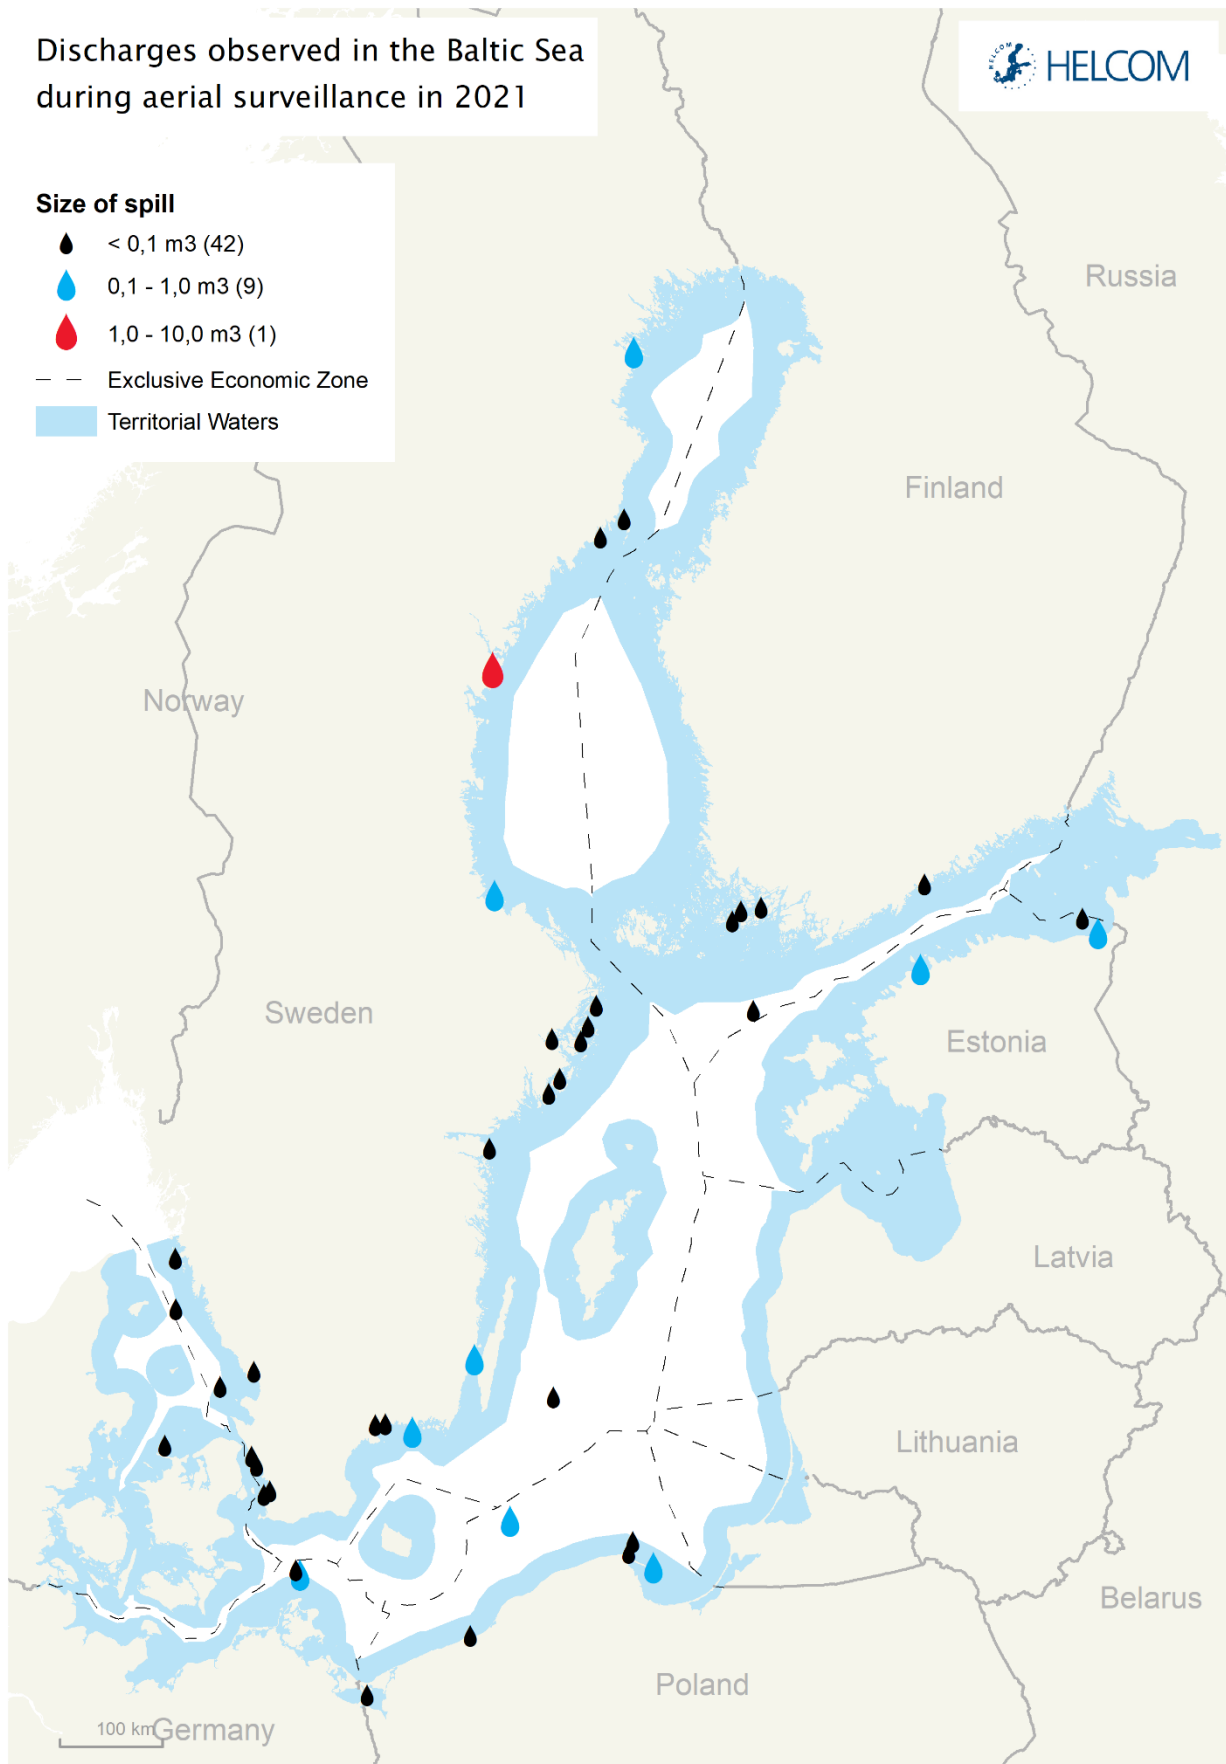 Discharges observed in the Baltic Sea
during aerial surveillance in 2021
HELCOM
HELCOM
Size of spill
< 0,1 m3 (42)
0,1 - 1,0 m3 (9)
1,0 - 10,0 m3 (1)
Exclusive Economic Zone
Territorial Waters
Russia
Finland
Norway
Sweden
Estonia
Latvia
Lithuania
Belarus
Poland
100 km
Germany